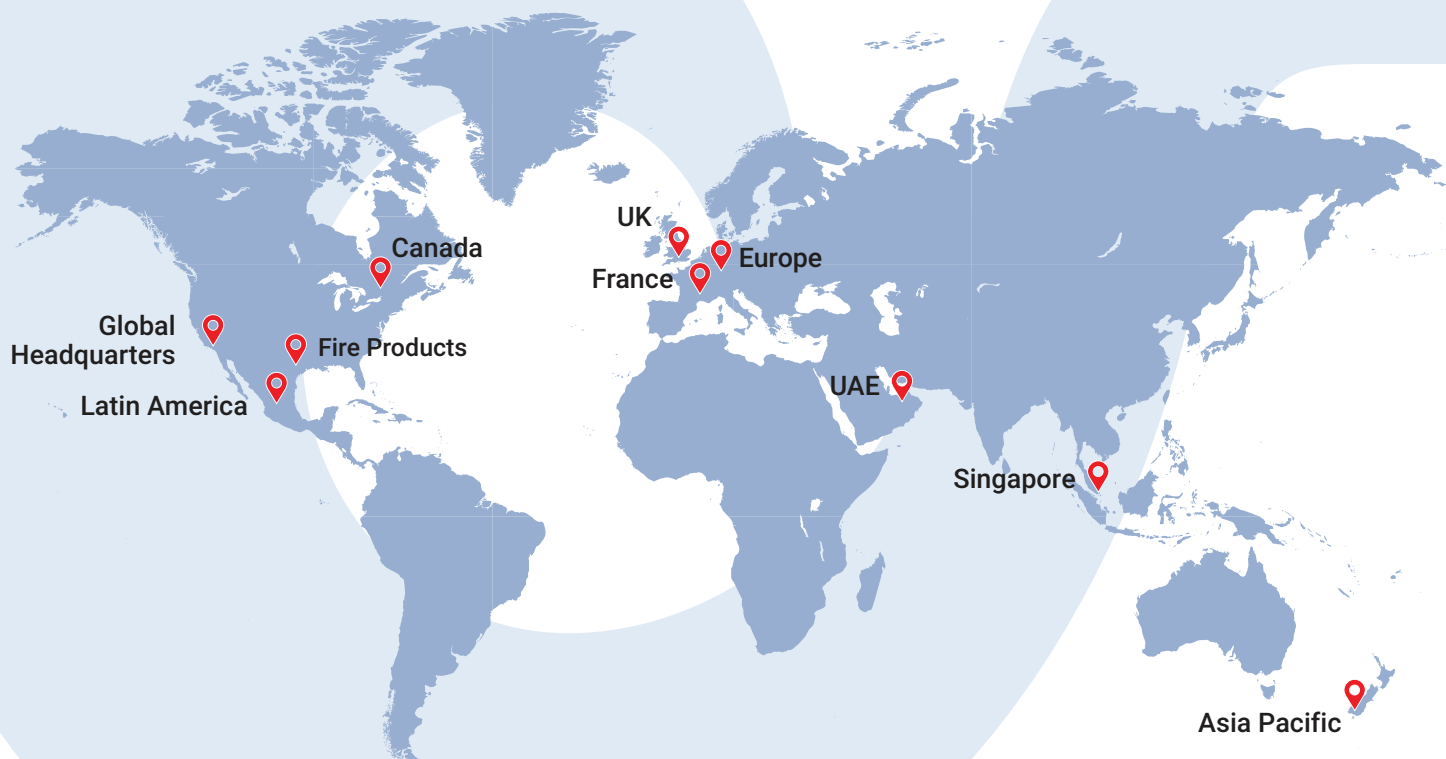 UK
Canada
Europe
France
Global
Headquarters
Fire Products
UAE
Latin America
Singapore
Asia Pacific